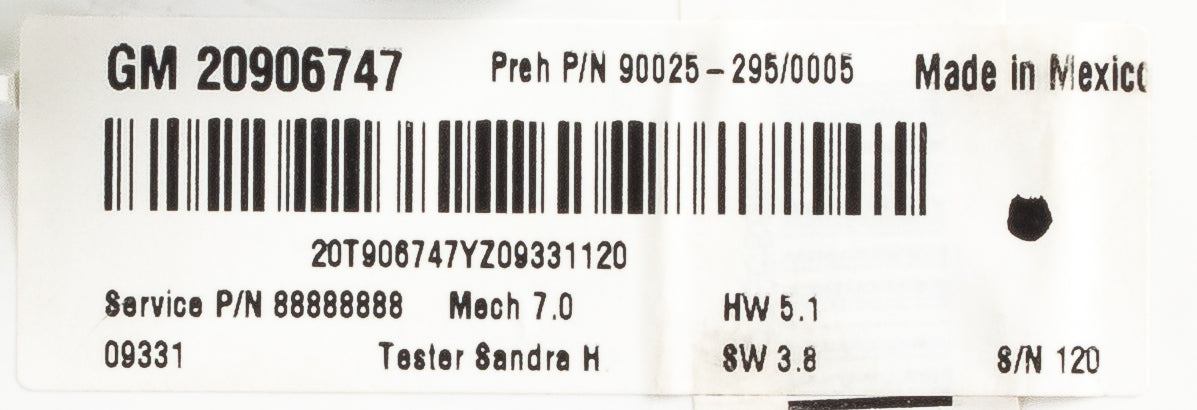 GM 20906747 Preh P/N 90025-295/0005 Made in Mexico
20T906747YZ09331120
Service P/N 88888888 Mech 7.0 HW 5.1
09331 Tester Sandra H SW 3.8 S/N 120